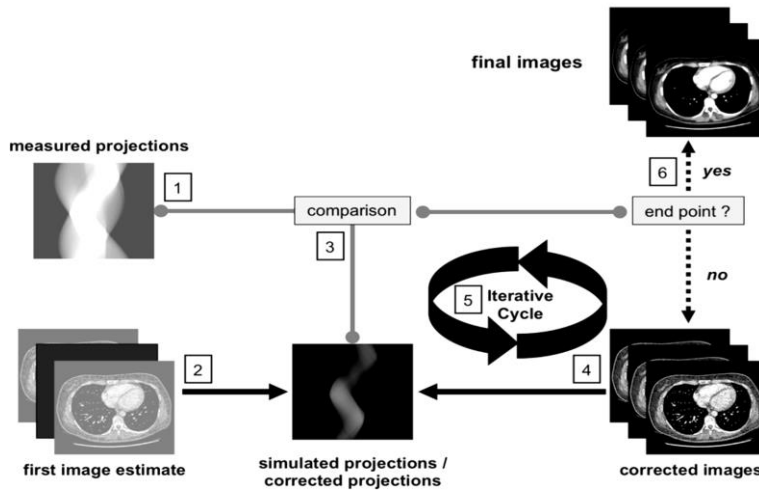 final images
measured projections
1
6
yes
comparison
end point ?
3
no
5
Iterative
Cycle
2
4
first image estimate
simulated projections /
corrected projections
corrected images